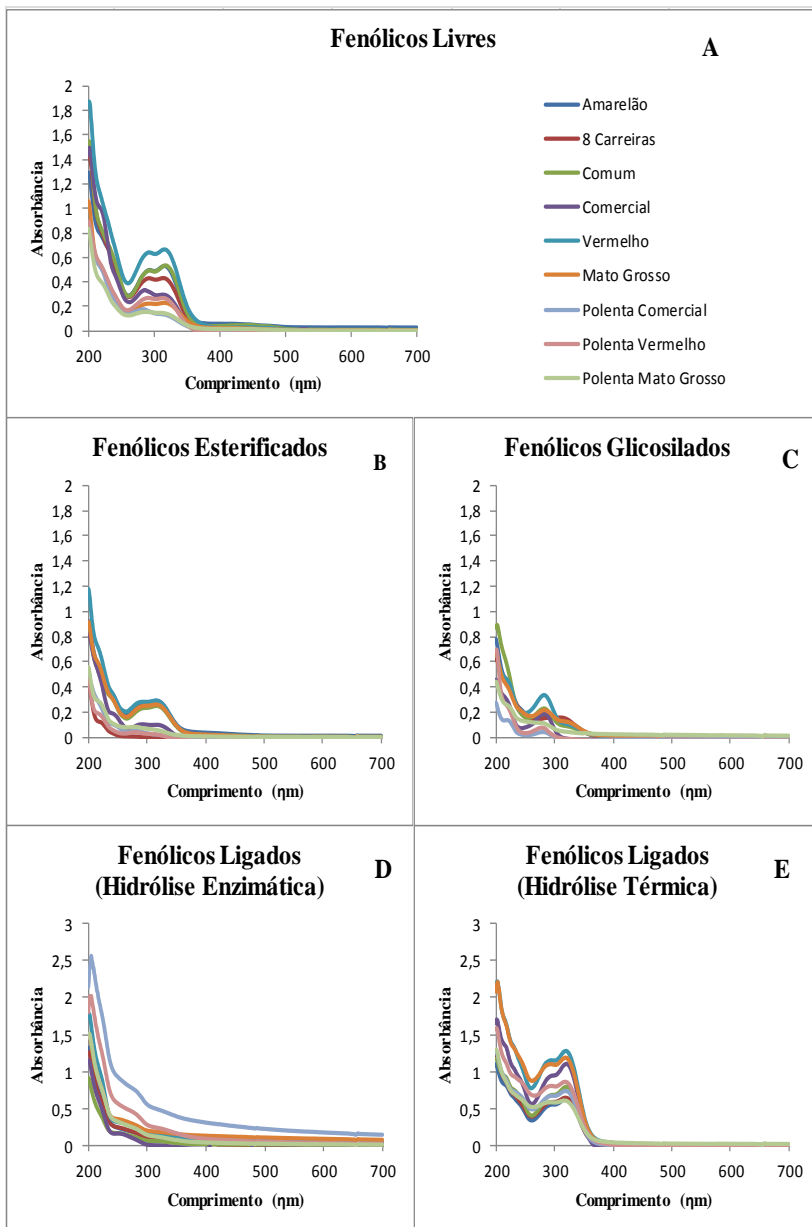 Fenólicos Livres
A
2
1,8
1,6
1,4
1,2
1
0,8
0,6
0,4
0,2
0
Absorbância
200 300 400 500 600 700
Comprimento (ηm)
Amarelão
8 Carreiras
Comum
Comercial
Vermelho
Mato Grosso
Polenta Comercial
Polenta Vermelho
Polenta Mato Grosso
Fenólicos Esterificados
B
2
1,8
1,6
1,4
1,2
1
0,8
0,6
0,4
0,2
0
Absorbância
200 300 400 500 600 700
Comprimento (ηm)
Fenólicos Glicosilados
C
2
1,8
1,6
1,4
1,2
1
0,8
0,6
0,4
0,2
0
Absorbância
200 300 400 500 600 700
Comprimento (ηm)
Fenólicos Ligados
(Hidrólise Enzimática)
D
3
2,5
2
1,5
1
0,5
0
Absorbância
200 300 400 500 600 700
Comprimento (ηm)
Fenólicos Ligados
(Hidrólise Térmica)
E
3
2,5
2
1,5
1
0,5
0
Absorbância
200 300 400 500 600 700
Comprimento (ηm)